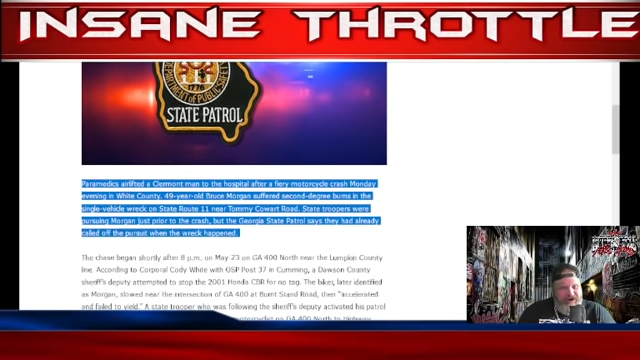 INSANE THROTTLE
STATE PATROL
Paramedics airlifted a Clermont man to the hospital after a fiery motorcycle crash Monday
evening in White County. 49-year-old Bruce Morgan suffered second-degree burns in the
single-vehicle wreck on State Route 11 near Tommy Cowart Road. State troopers were
pursuing Morgan just prior to the crash, but the Georgia State Patrol says they had already
called off the pursuit when the wreck happened.
The chase began shortly after 8 p.m. on May 23 on GA 400 North near the Lumpkin County
line. According to Corporal Cody White with GSP Post 37 in Cumming, a Dawson County
sheriff's deputy attempted to stop the 2001 Honda CBR for no tag. The biker, later identified
as Morgan, slowed near the intersection of GA 400 at Burnt Stand Road, then "accelerated
and failed to yield." A state trooper who was following the sheriff's deputy activated his patrol